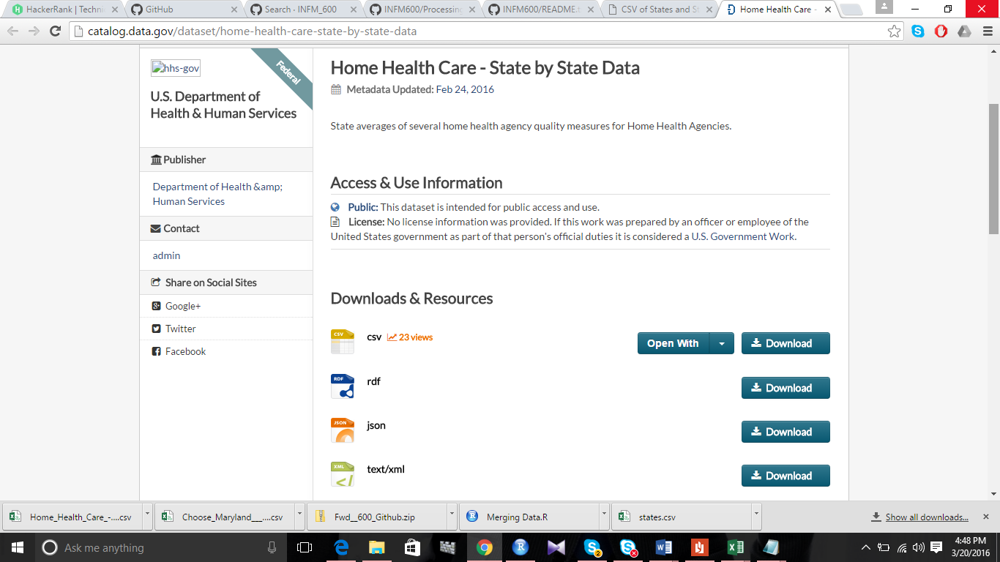 HackerRank | Techni
GitHub
Search · INFM_600
INFM600/Processing
INFM600/README.
CSV of States and S
Home Health Care -
catalog.data.gov/dataset/home-health-care-state-by-state-data
hhs-gov
Federal
U.S. Department of
Health & Human Services
Publisher
Department of Health &amp;
Human Services
Contact
admin
Share on Social Sites
Google+
Twitter
Facebook
Home Health Care - State by State Data
Metadata Updated: Feb 24, 2016
State averages of several home health agency quality measures for Home Health Agencies.
Access & Use Information
Public: This dataset is intended for public access and use.
License: No license information was provided. If this work was prepared by an officer or employee of the
United States government as part of that person's official duties it is considered a U.S. Government Work.
Downloads & Resources
CSV
csv 23 views
Open With
Download
RDF
rdf
Download
JSON
json
Download
XML
text/xml
Download
Home_Health_Care_-....csv
Choose_Maryland___....csv
Fwd__600_Github.zip
Merging Data.R
states.csv
Show all downloads...
Ask me anything
2
4:48 PM
3/20/2016